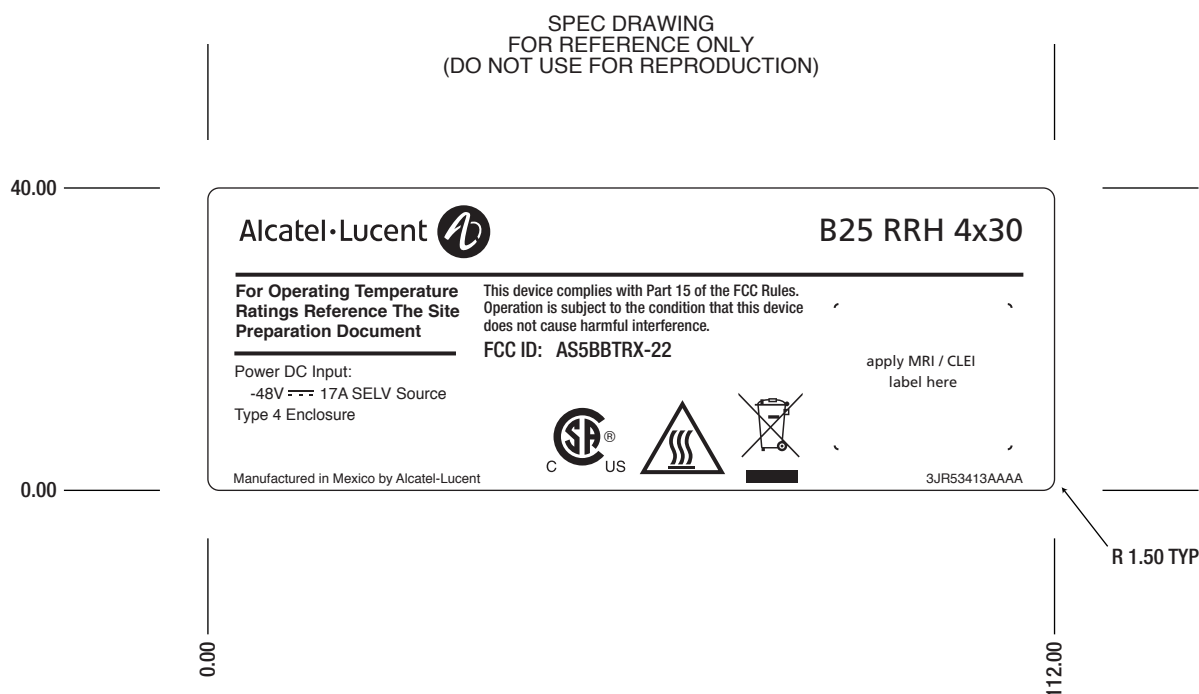 SPEC DRAWING
FOR REFERENCE ONLY
(DO NOT USE FOR REPRODUCTION)
40.00
Alcatel·Lucent
B25 RRH 4x30
For Operating Temperature
Ratings Reference The Site
Preparation Document
This device complies with Part 15 of the FCC Rules.
Operation is subject to the condition that this device
does not cause harmful interference.
FCC ID: AS5BBTRX-22
Power DC Input:
-48V ⎓ 17A SELV Source
Type 4 Enclosure
apply MRI / CLEI
label here
SA ®
C US
Manufactured in Mexico by Alcatel-Lucent
3JR53413AAAA
0.00
R 1.50 TYP
0.00
112.00